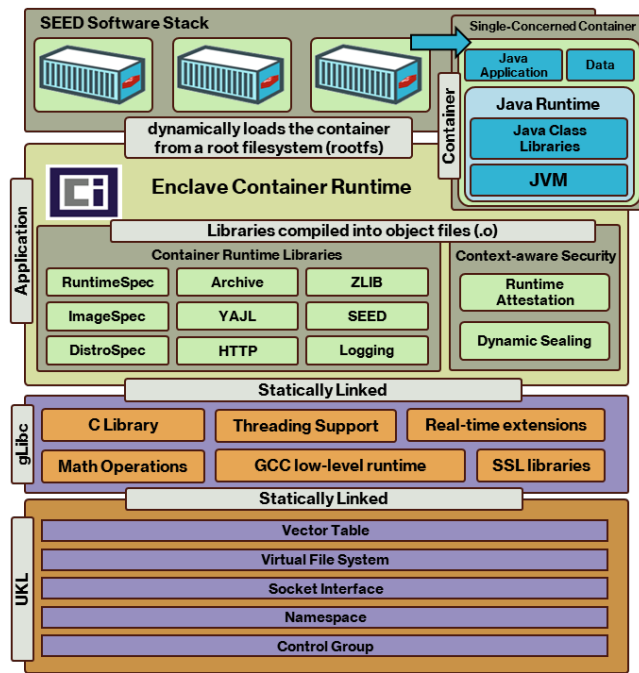 SEED Software Stack
Single-Concerned Container
Java
Application
Data
Container
Java Runtime
Java Class
Libraries
JVM
dynamically loads the container
from a root filesystem (rootfs)
Application
Ci
Enclave Container Runtime
Libraries compiled into object files (.o)
Container Runtime Libraries
RuntimeSpec
Archive
ZLIB
ImageSpec
YAJL
SEED
DistroSpec
HTTP
Logging
Context-aware Security
Runtime
Attestation
Dynamic Sealing
Statically Linked
gLibc
C Library
Threading Support
Real-time extensions
Math Operations
GCC low-level runtime
SSL libraries
Statically Linked
UKL
Vector Table
Virtual File System
Socket Interface
Namespace
Control Group